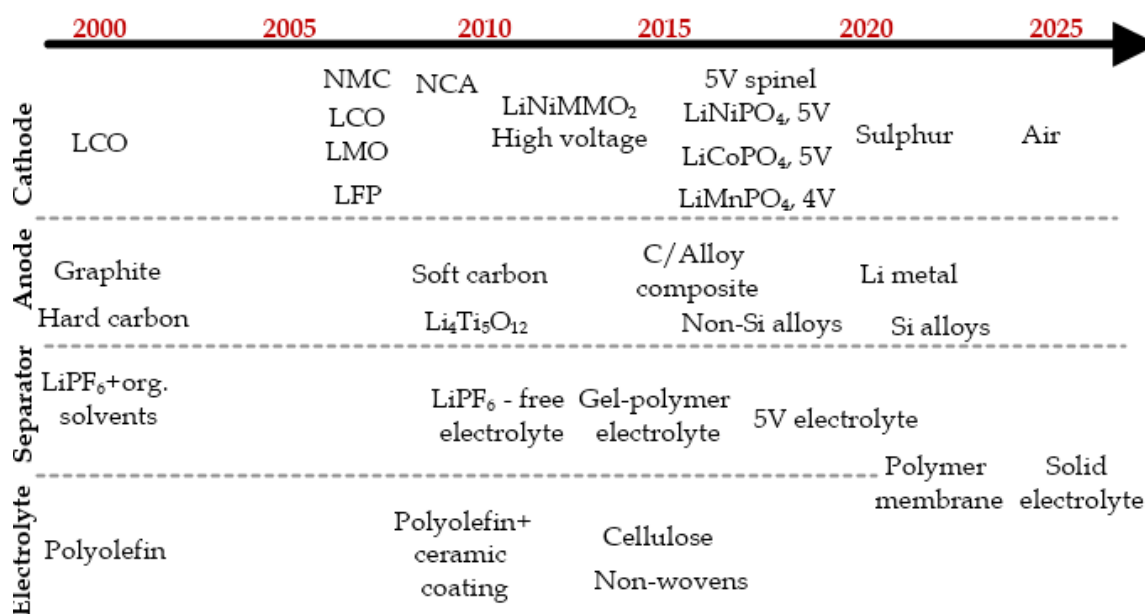 2000 2005 2010 2015 2020 2025
Cathode
LCO
NMC
LCO
LMO
LFP
NCA
LiNiMMO₂
High voltage
5V spinel
LiNiPO₄, 5V
LiCoPO₄, 5V
LiMnPO₄, 4V
Sulphur
Air
Anode
Graphite
Hard carbon
Soft carbon
Li₄Ti₅O₁₂
C/Alloy
composite
Non-Si alloys
Li metal
Si alloys
Separator
LiPF₆+org.
solvents
LiPF₆ - free
electrolyte
Gel-polymer
electrolyte
5V electrolyte
Polymer
membrane
Solid
electrolyte
Electrolyte
Polyolefin
Polyolefin+
ceramic
coating
Cellulose
Non-wovens